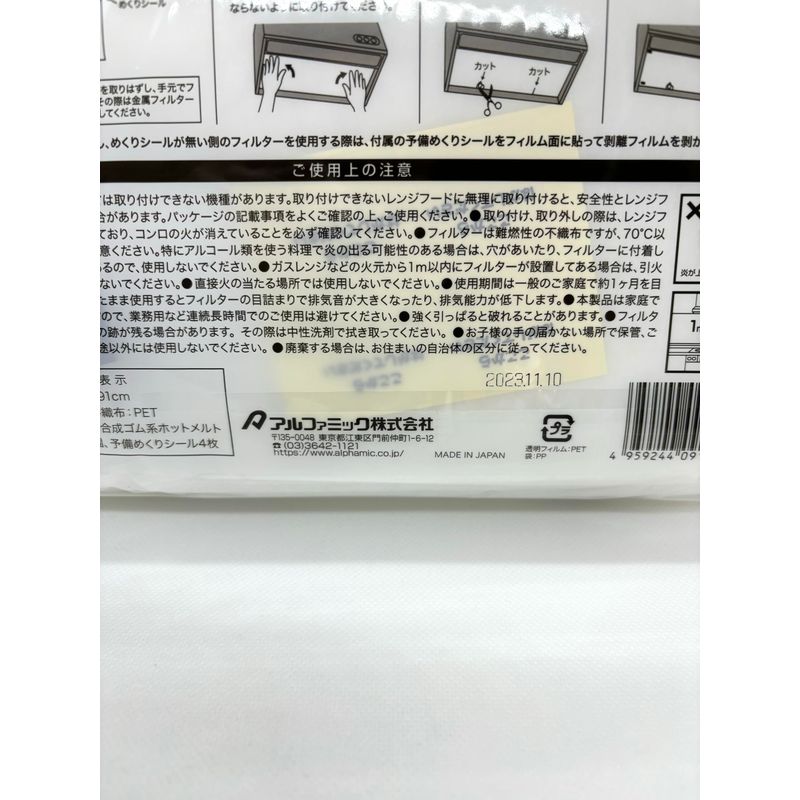 めくりシール
ならないように取り付けてください。
を取りはずし、手元でフ
その際は金属フィルター
してください。
カット
カット
し、めくりシールが無い側のフィルターを使用する際は、付属の予備めくりシールをフィルム面に貼って剥離フィルムを剥が
ご使用上の注意
ては取り付けできない機種があります。取り付けできないレンジフードに無理に取り付けると、安全性とレンジフ
合があります。パッケージの記載事項をよくご確認の上、ご使用ください。●取り付け、取り外しの際は、レンジフ
ており、コンロの火が消えていることを必ず確認してください。●フィルターは難燃性の不織布ですが、70℃以
意ください。特にアルコール類を使う料理で炎の出る可能性のある場合は、穴があいたり、フィルターに付着し
あるので、使用しないでください。●ガスレンジなどの火元から1m以内にフィルターが設置してある場合は、引火
ないでください。●直接火の当たる場所では使用しないでください。●使用期間は一般のご家庭で約1ヶ月を目
たまま使用するとフィルターの目詰まりで排気音が大きくなったり、排気能力が低下します。●本製品は家庭で
ので、業務用など連続長時間でのご使用は避けてください。●強く引っぱると破れることがあります。●フィルタ
の跡が残る場合があります。その際は中性洗剤で拭き取ってください。●お子様の手の届かない場所で保管、ご
途以外には使用しないでください。●廃棄する場合は、お住まいの自治体の区分に従ってください。
炎が上
1m
表示
91cm
織布：PET
合成ゴム系ホットメルト
、予備めくりシール4枚
2023.11.10
アルファミック株式会社
〒135-0048 東京都江東区門前仲町1-6-12
☎(03)3642-1121
https://www.alphamic.co.jp/
MADE IN JAPAN
プラ
透明フィルム:PET
袋:PP
4 959244 09